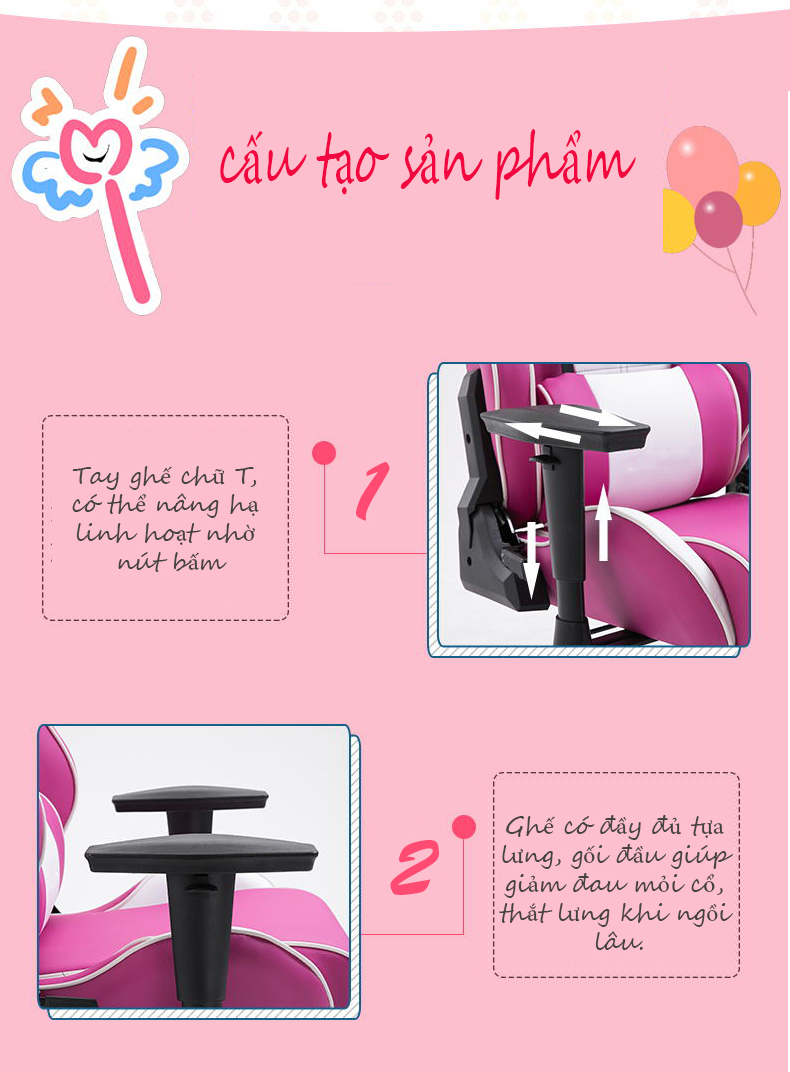 cấu tạo sản phẩm
Tay ghế chữ T,
có thể nâng hạ
linh hoạt nhờ
nút bấm
1
2
Ghế có đầy đủ tựa
lưng, gối đầu giúp
giảm đau mỏi cổ,
thắt lưng khi ngồi
lâu.